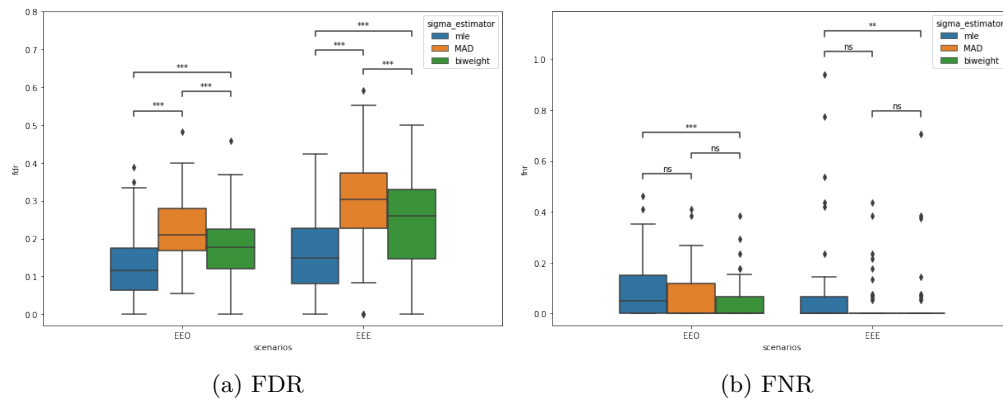 0.8
0.7
0.6
0.5
0.4
0.3
0.2
0.1
0.0
fdr
***
***
***
***
***
***
sigma_estimator
mle
MAD
biweight
EEO
EEE
scenarios
(a) FDR
1.0
0.8
0.6
0.4
0.2
0.0
fnr
***
ns
ns
**
ns
ns
sigma_estimator
mle
MAD
biweight
EEO
EEE
scenarios
(b) FNR